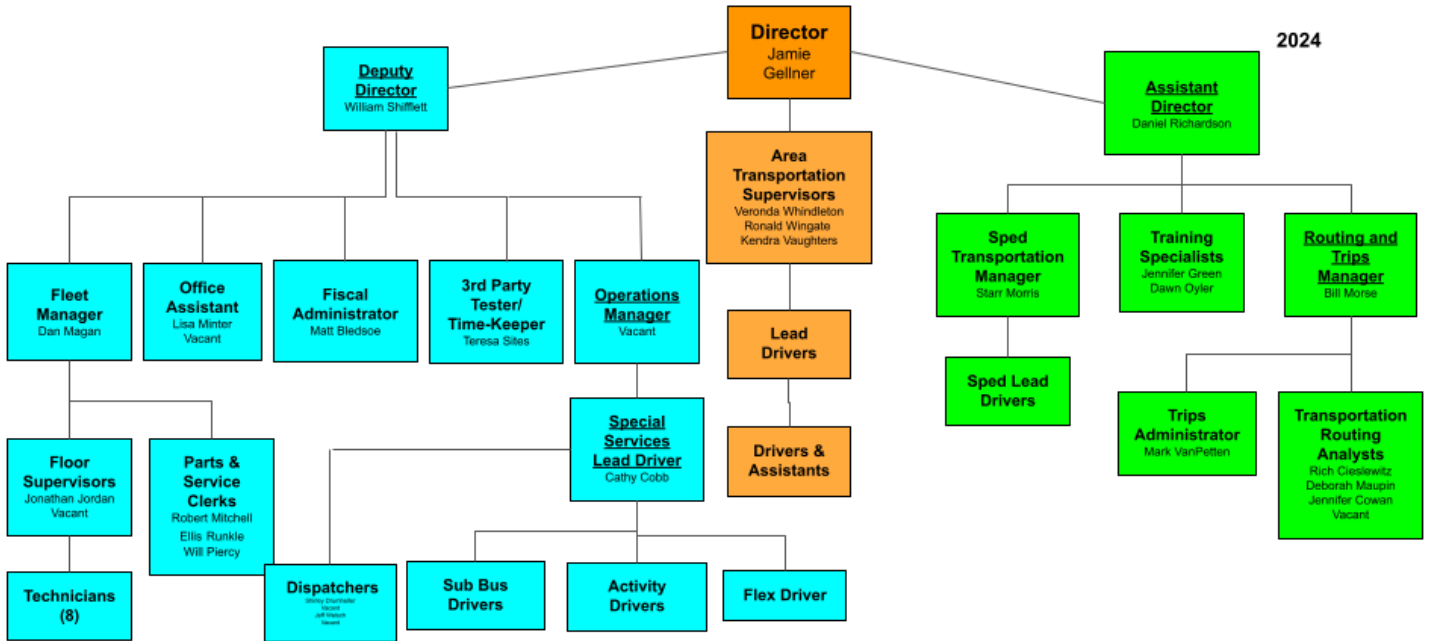 2024
Director
Jamie
Gellner
Deputy
Director
William Shifflett
Assistant
Director
Daniel Richardson
Area
Transportation
Supervisors
Veronda Whindleton
Ronald Wingate
Kendra Vaughters
Fleet
Manager
Dan Magan
Office
Assistant
Lisa Minter
Vacant
Fiscal
Administrator
Matt Bledsoe
3rd Party
Tester/
Time-Keeper
Teresa Sites
Operations
Manager
Vacant
Lead
Drivers
Sped
Transportation
Manager
Starr Morris
Training
Specialists
Jennifer Green
Dawn Oyler
Routing and
Trips
Manager
Bill Morse
Sped Lead
Drivers
Trips
Administrator
Mark VanPetten
Transportation
Routing
Analysts
Rich Cieslewitz
Deborah Maupin
Jennifer Cowan
Vacant
Floor
Supervisors
Jonathan Jordan
Vacant
Parts &
Service
Clerks
Robert Mitchell
Ellis Runkle
Will Piercy
Special
Services
Lead Driver
Cathy Cobb
Drivers &
Assistants
Technicians
(8)
Dispatchers
Vacant
Jeff
Vacant
Sub Bus
Drivers
Activity
Drivers
Flex Driver